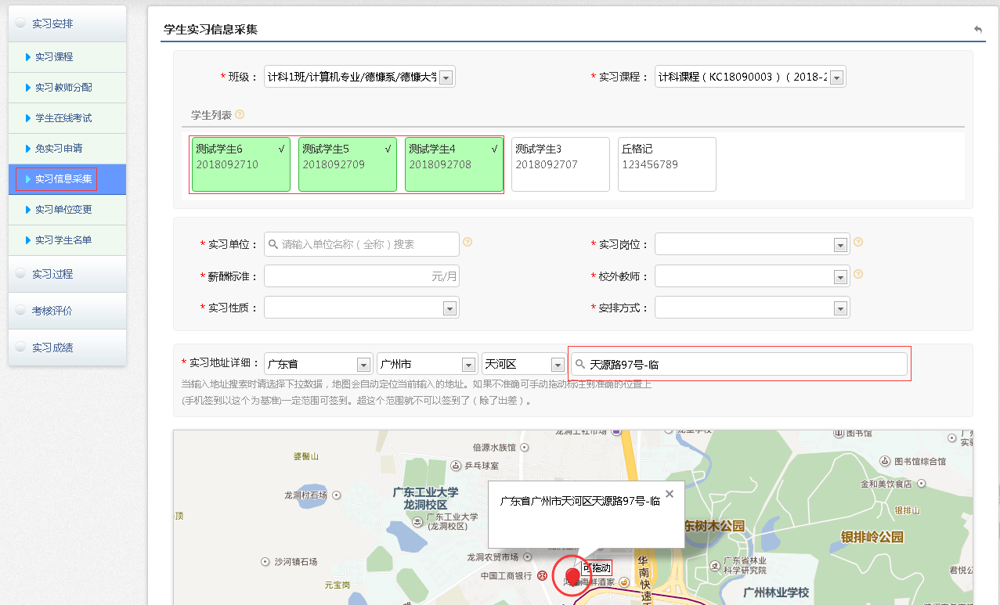 实习安排
实习课程
实习教师分配
学生在线考试
免实习申请
实习信息采集
实习单位变更
实习学生名单
实习过程
考核评价
实习成绩
学生实习信息采集
* 班级： 计科1班/计算机专业/德慷系/德慷大学
* 实习课程： 计科课程（KC18090003）（2018-2
学生列表
测试学生6 √
2018092710
测试学生5 √
2018092709
测试学生4 √
2018092708
测试学生3
2018092707
丘格记
123456789
* 实习单位： 请输入单位名称（全称）搜索
* 实习岗位：
* 薪酬标准： 元/月
* 校外教师：
* 实习性质：
* 安排方式：
* 实习地址详细： 广东省 广州市 天河区 天源路97号-临
当输入地址搜索时请选择下拉数据，地图会自动定位当前输入的地址。如果不准确可手动拖动标注到准确的位置上
(手机签到以这个为基准)一定范围可签到。超这个范围就不可以签到了（除了出差）。
倍源水族馆
图书馆
婆髻山
乒乓球室
图书馆综合馆
龙洞村石场
广东工业大学
龙洞校区
金和美饮食店
广东省广州市天河区天源路97号-临
顶
广东工业大学
(龙洞校区)
银排山
东树木公园
银排岭公园
沙河镇石场
龙洞农贸市场
可拖动
华南快速
广东省林业
科学研究院
中国工商银行
海鲜酒家
元宝岗
君悦公
广州林业学校